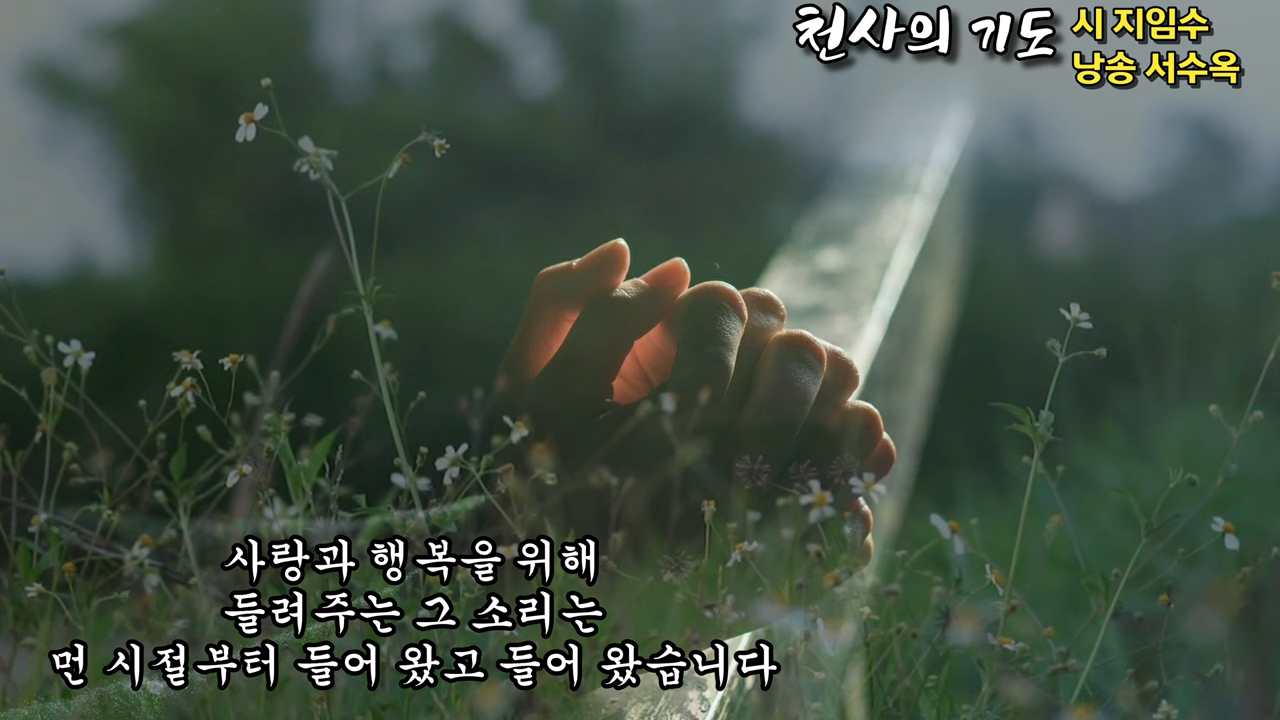 천사의 기도
시 지임수
낭송 서수옥
사랑과 행복을 위해
들려주는 그 소리는
먼 시절부터 들어 왔고 들어 왔습니다